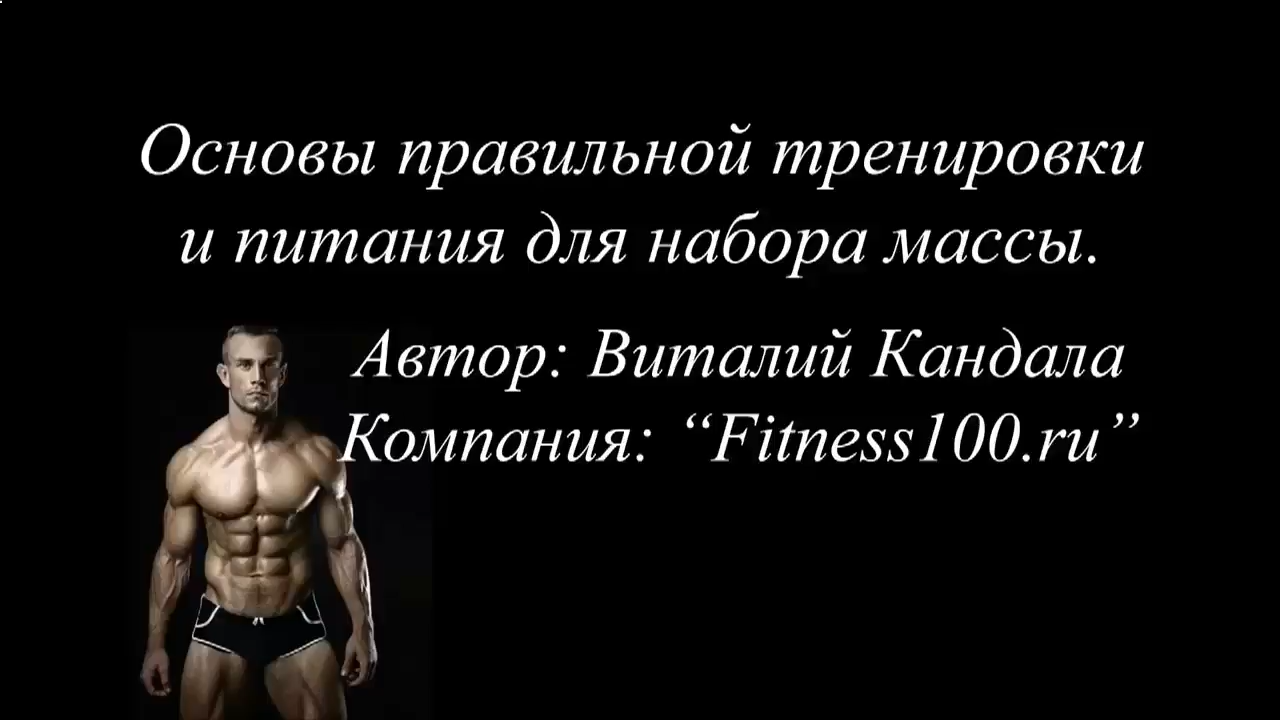 Основы правильной тренировки
и питания для набора массы.
Автор: Виталий Кандала
Компания: “Fitness100.ru”